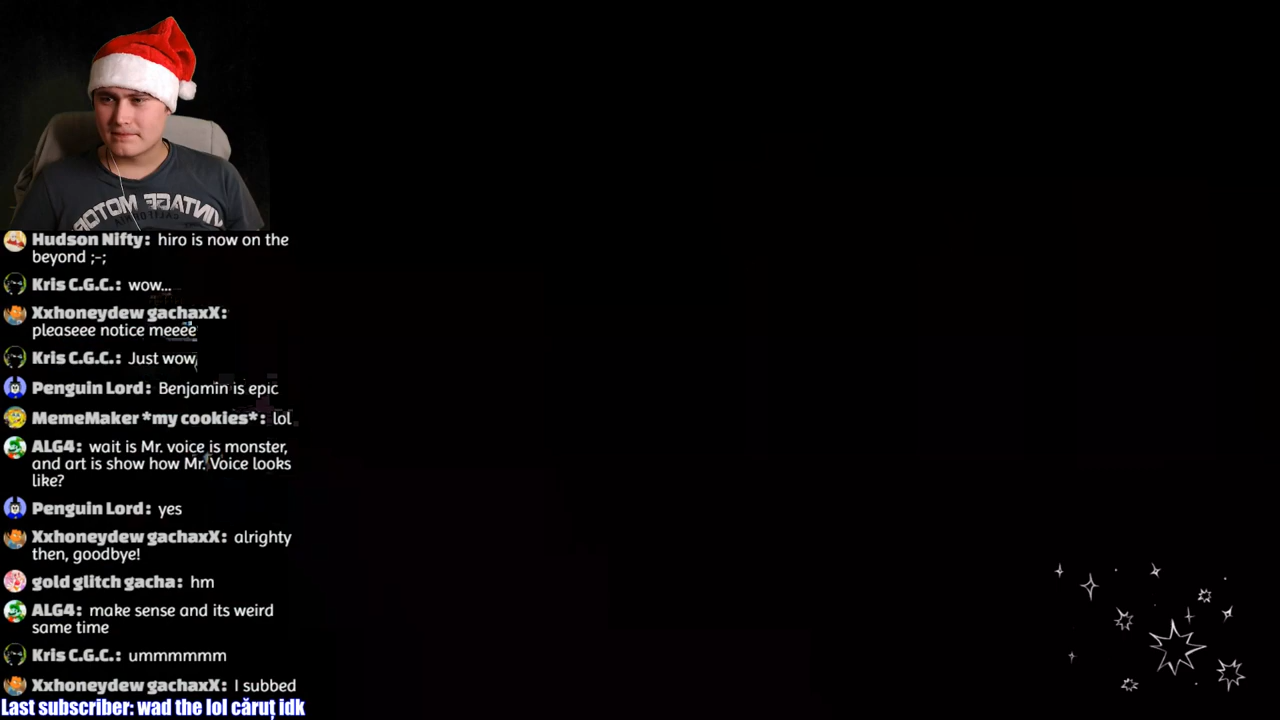 VINTAGE MOTOR
CALIFORNIA
Hudson Nifty: hiro is now on the
beyond ;-;
Kris C.G.C.: wow...
Xxhoneydew gachaxX:
pleaseee notice meeee
Kris C.G.C.: Just wow
Penguin Lord: Benjamin is epic
MemeMaker *my cookies*: lol
ALG4: wait is Mr. voice is monster,
and art is show how Mr. Voice looks
like?
Penguin Lord: yes
Xxhoneydew gachaxX: alrighty
then, goodbye!
gold glitch gacha: hm
ALG4: make sense and its weird
same time
Kris C.G.C.: ummmmmm
Xxhoneydew gachaxX: I subbed
Last subscriber: wad the lol căruț idk